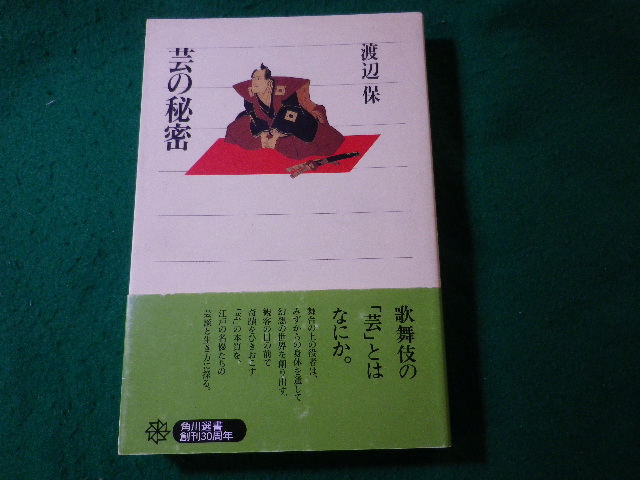 芸の秘密
渡辺 保
歌舞伎の
「芸」とは
なにか。
舞台の上の役者は、
みずからの身体を通して
幻想の世界を創り出す。
観客の目の前で
奇蹟をひきおこす
「芸」の本質を、
江戸の名優たちの
芸談と生き方に探る。
角川選書
創刊30周年